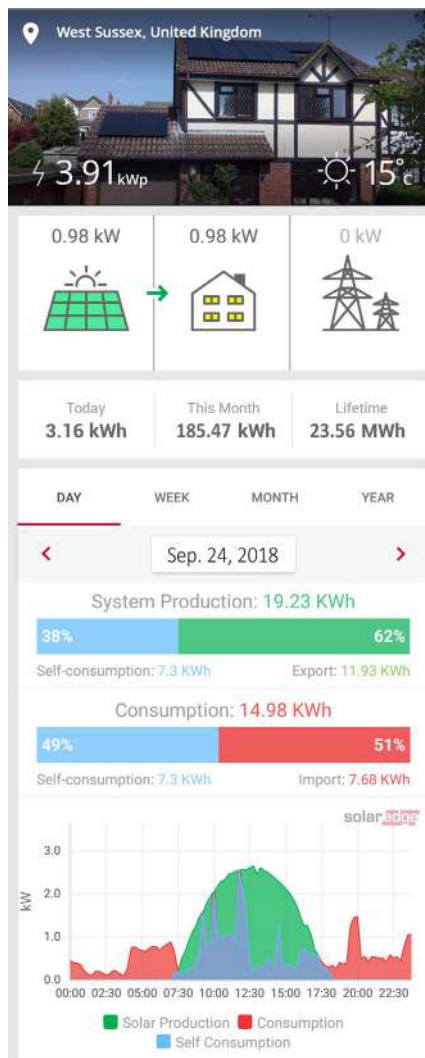 West Sussex, United Kingdom
3.91 kWp 15°c
0.98 kW 0.98 kW 0 kW
Today This Month Lifetime
3.16 kWh 185.47 kWh 23.56 MWh
DAY WEEK MONTH YEAR
Sep. 24, 2018
System Production: 19.23 KWh
38% 62%
Self-consumption: 7.3 KWh Export: 11.93 KWh
Consumption: 14.98 KWh
49% 51%
Self-consumption: 7.3 KWh Import: 7.68 KWh
solaredge
3.0
2.0
kW
1.0
0.0
00:00 02:30 05:00 07:30 10:00 12:30 15:00 17:30 20:00 22:30
Solar Production Consumption
Self Consumption